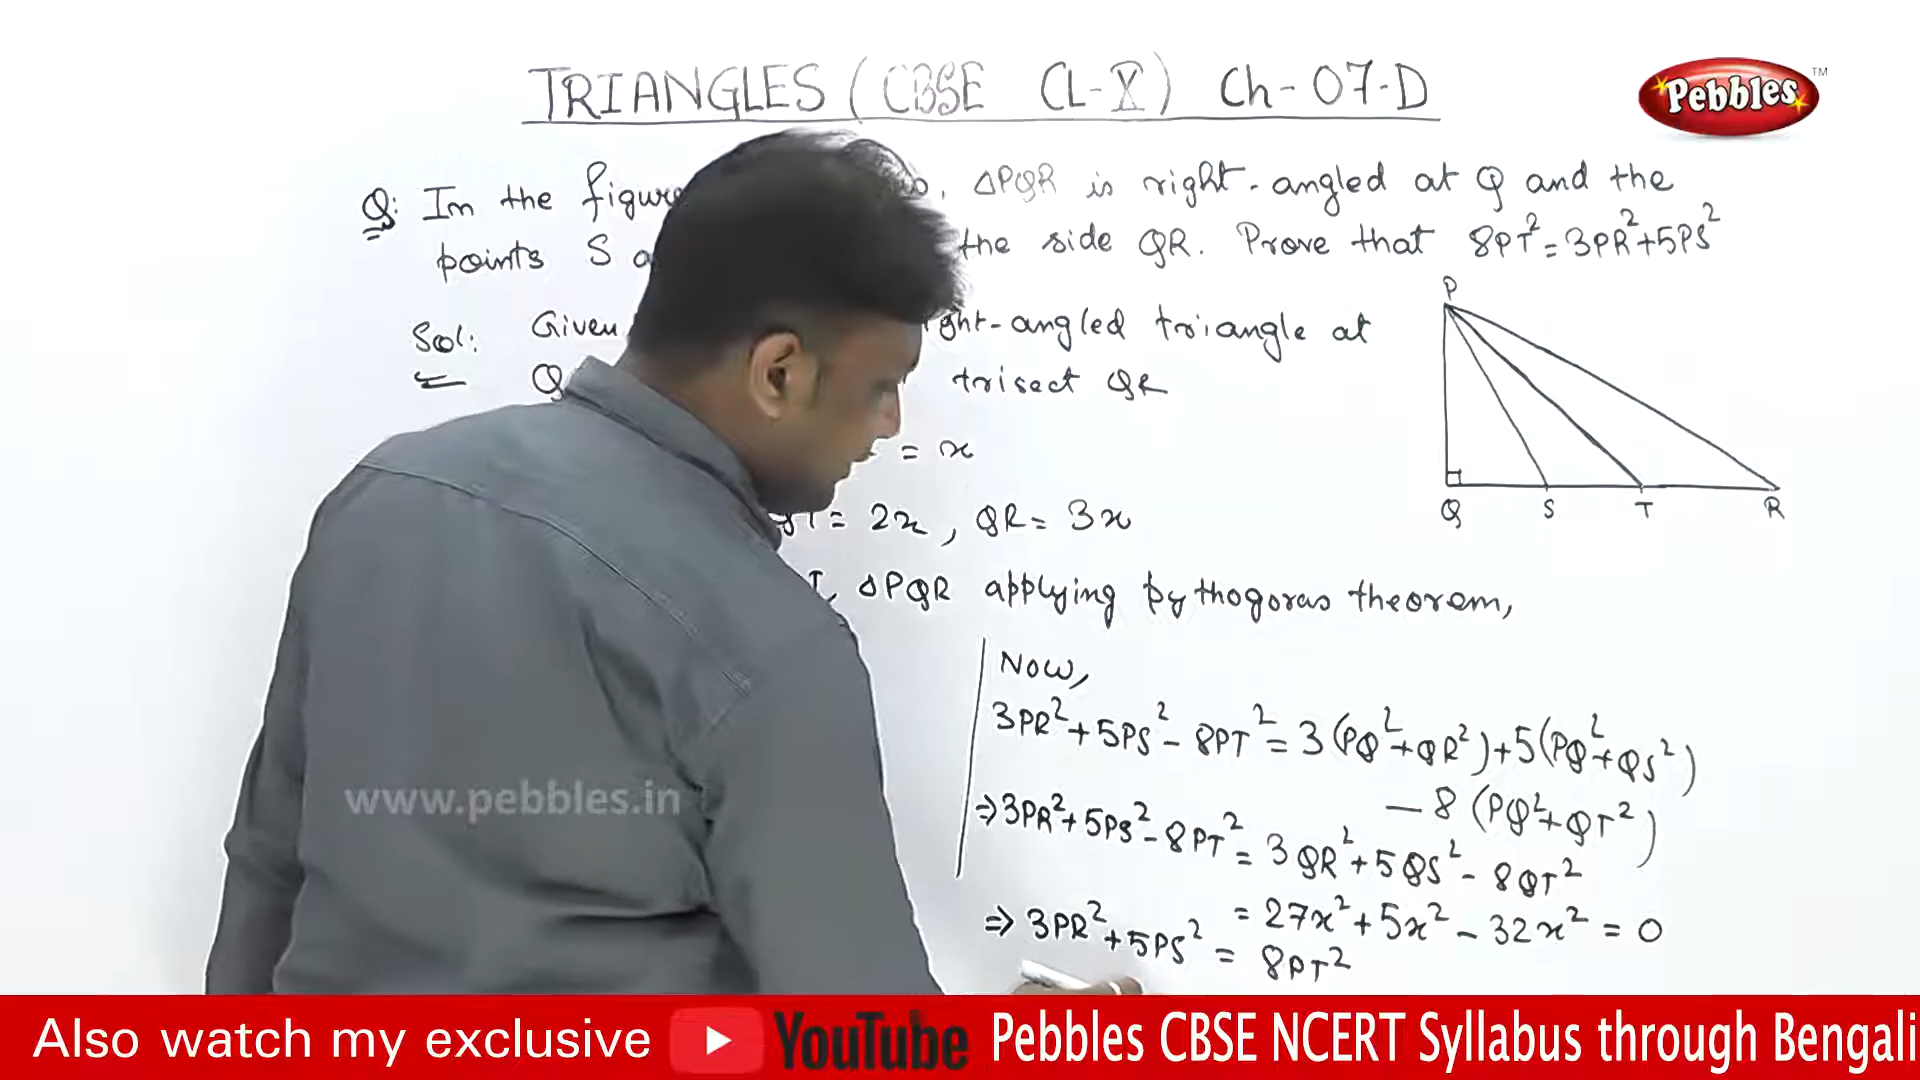 TRIANGLES (CBSE CL-X) Ch-07-D
Pebbles TM
Q: In the figure , ΔPQR is right-angled at Q and the
points S the side QR. Prove that 8PT²=3PR²+5PS²
Sol: Given right-angled triangle at
Q trisect QR
= x
QT= 2x, QR= 3x
, ΔPQR applying pythogoras theorem,
P
Q S T R
Now,
3PR²+5PS²-8PT²=3(PQ²+QR²)+5(PQ²+QS²)
-8(PQ²+QT²)
⇒3PR²+5PS²-8PT²=3QR²+5QS²-8QT²
=27x²+5x²-32x²=0
⇒3PR²+5PS²=8PT²
www.pebbles.in
Also watch my exclusive YouTube Pebbles CBSE NCERT Syllabus through Bengali